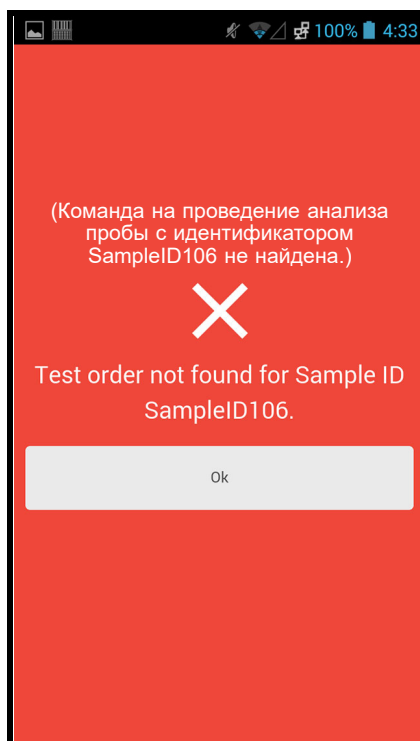 100% 4:33
(Команда на проведение анализа
пробы с идентификатором
SampleID106 не найдена.)
Test order not found for Sample ID
SampleID106.
Ok